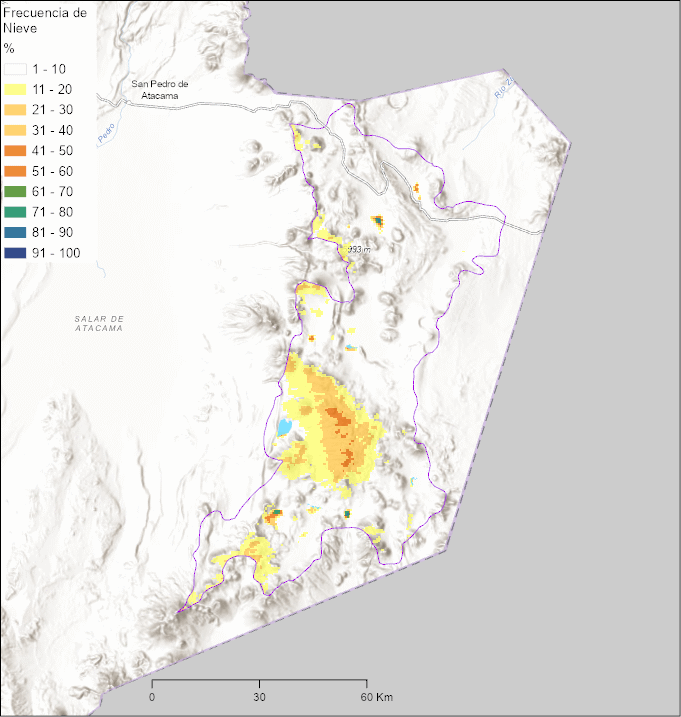 Frecuencia de
Nieve
%
1 - 10
11 - 20
21 - 30
31 - 40
41 - 50
51 - 60
61 - 70
71 - 80
81 - 90
91 - 100
San Pedro de
Atacama
Pedro
Río
993 m
SALAR DE
ATACAMA
0
30
60 Km